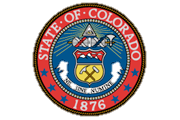 STATE OF COLORADO
NIL SINE NUMINE
1876